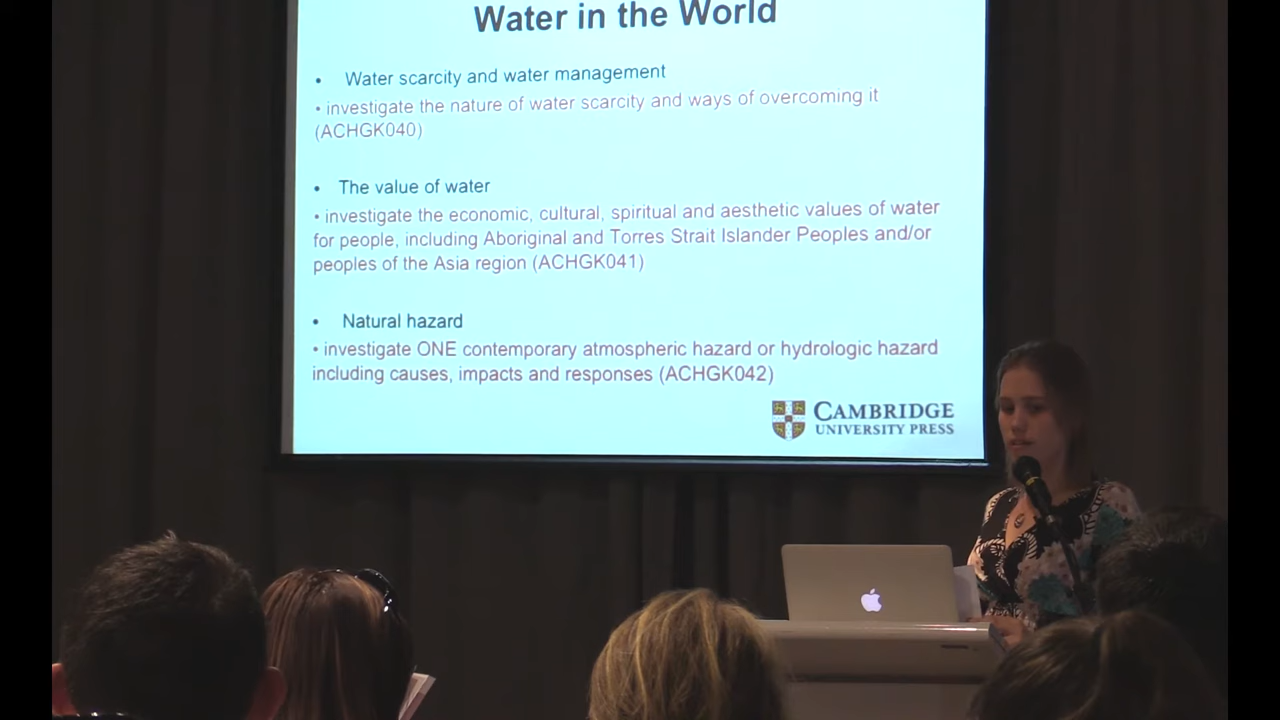 Water in the World
• Water scarcity and water management
• investigate the nature of water scarcity and ways of overcoming it
(ACHGK040)
• The value of water
• investigate the economic, cultural, spiritual and aesthetic values of water
for people, including Aboriginal and Torres Strait Islander Peoples and/or
peoples of the Asia region (ACHGK041)
• Natural hazard
• investigate ONE contemporary atmospheric hazard or hydrologic hazard
including causes, impacts and responses (ACHGK042)
CAMBRIDGE
UNIVERSITY PRESS